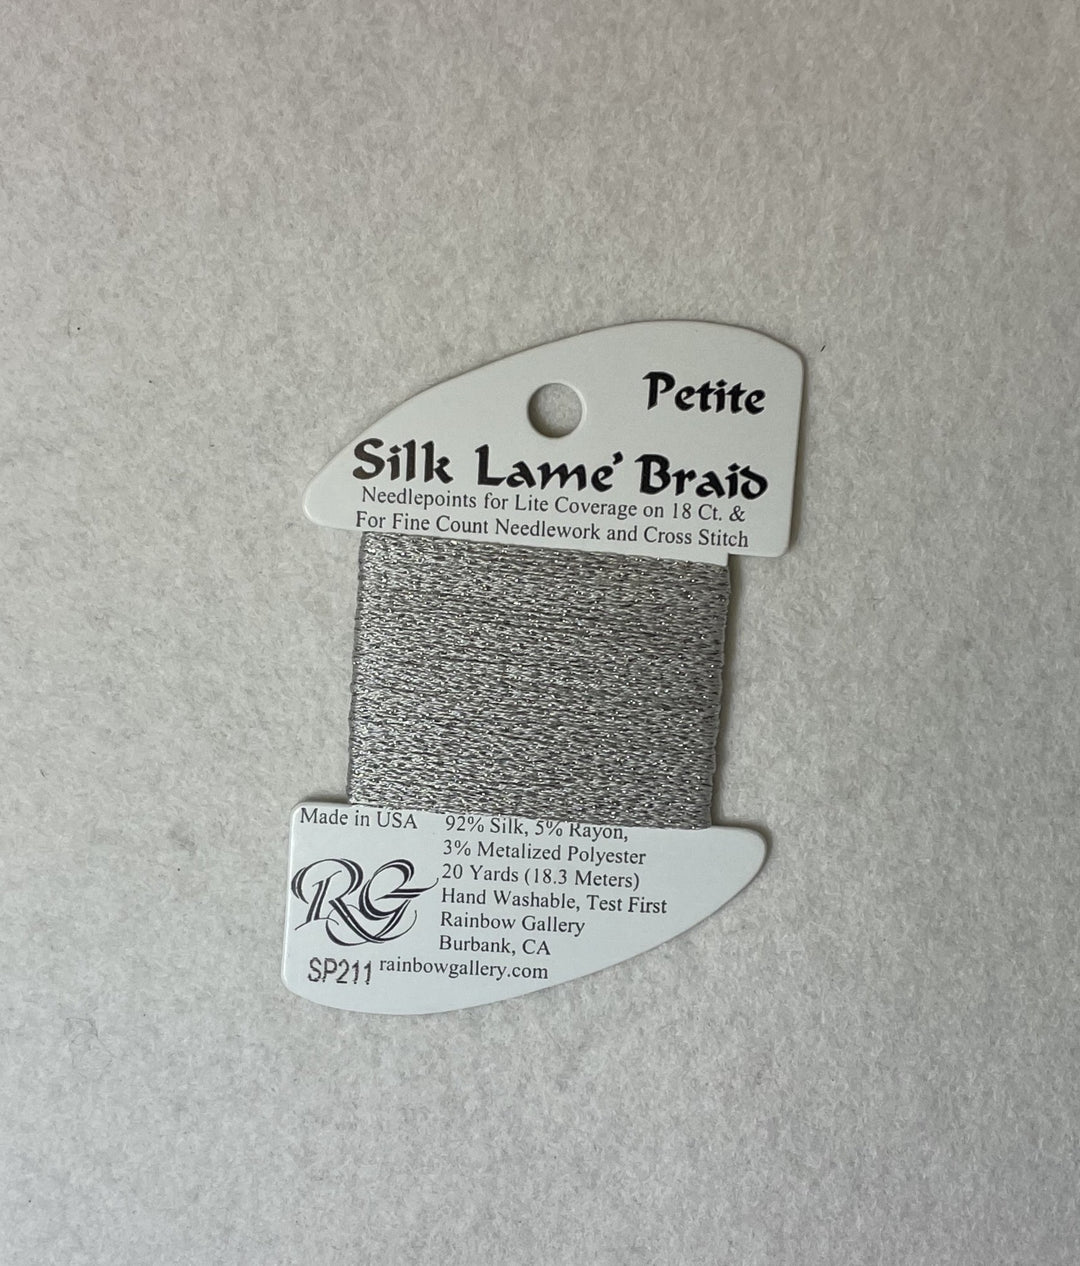 Petite
Silk Lame' Braid
Needlepoints for Lite Coverage on 18 Ct. &
For Fine Count Needlework and Cross Stitch
Made in USA
92% Silk, 5% Rayon,
3% Metalized Polyester
20 Yards (18.3 Meters)
Hand Washable, Test First
Rainbow Gallery
Burbank, CA
rainbowgallery.com
RG
SP211